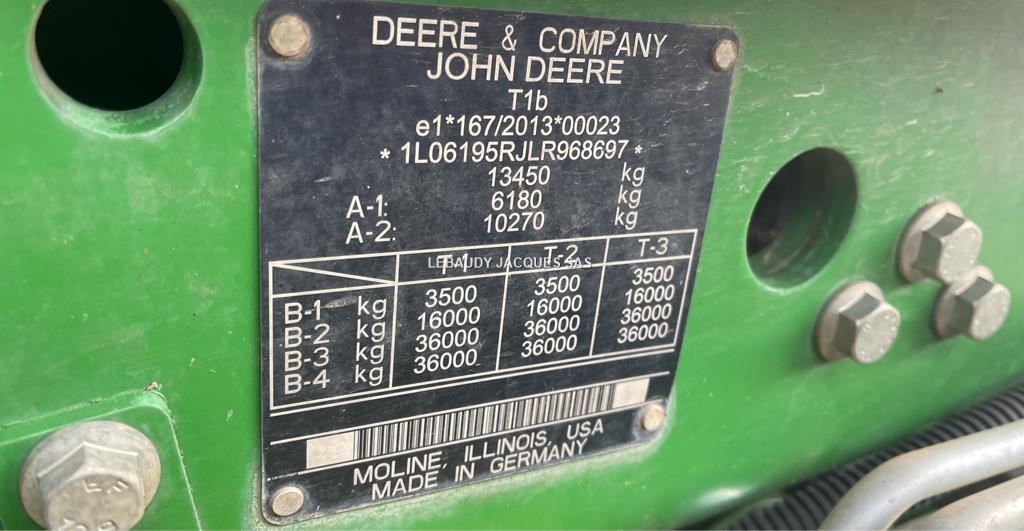 DEERE & COMPANY
JOHN DEERE
T1b
e1*167/2013*00023
* 1L06195RJLR968697 *
13450 kg
A-1: 6180 kg
A-2: 10270 kg
T-1 T-2 T-3
LEBAUDY JACQUES SAS
B-1 kg 3500 3500 3500
B-2 kg 16000 16000 16000
B-3 kg 36000 36000 36000
B-4 kg 36000 36000 36000
MOLINE, ILLINOIS, USA
MADE IN GERMANY